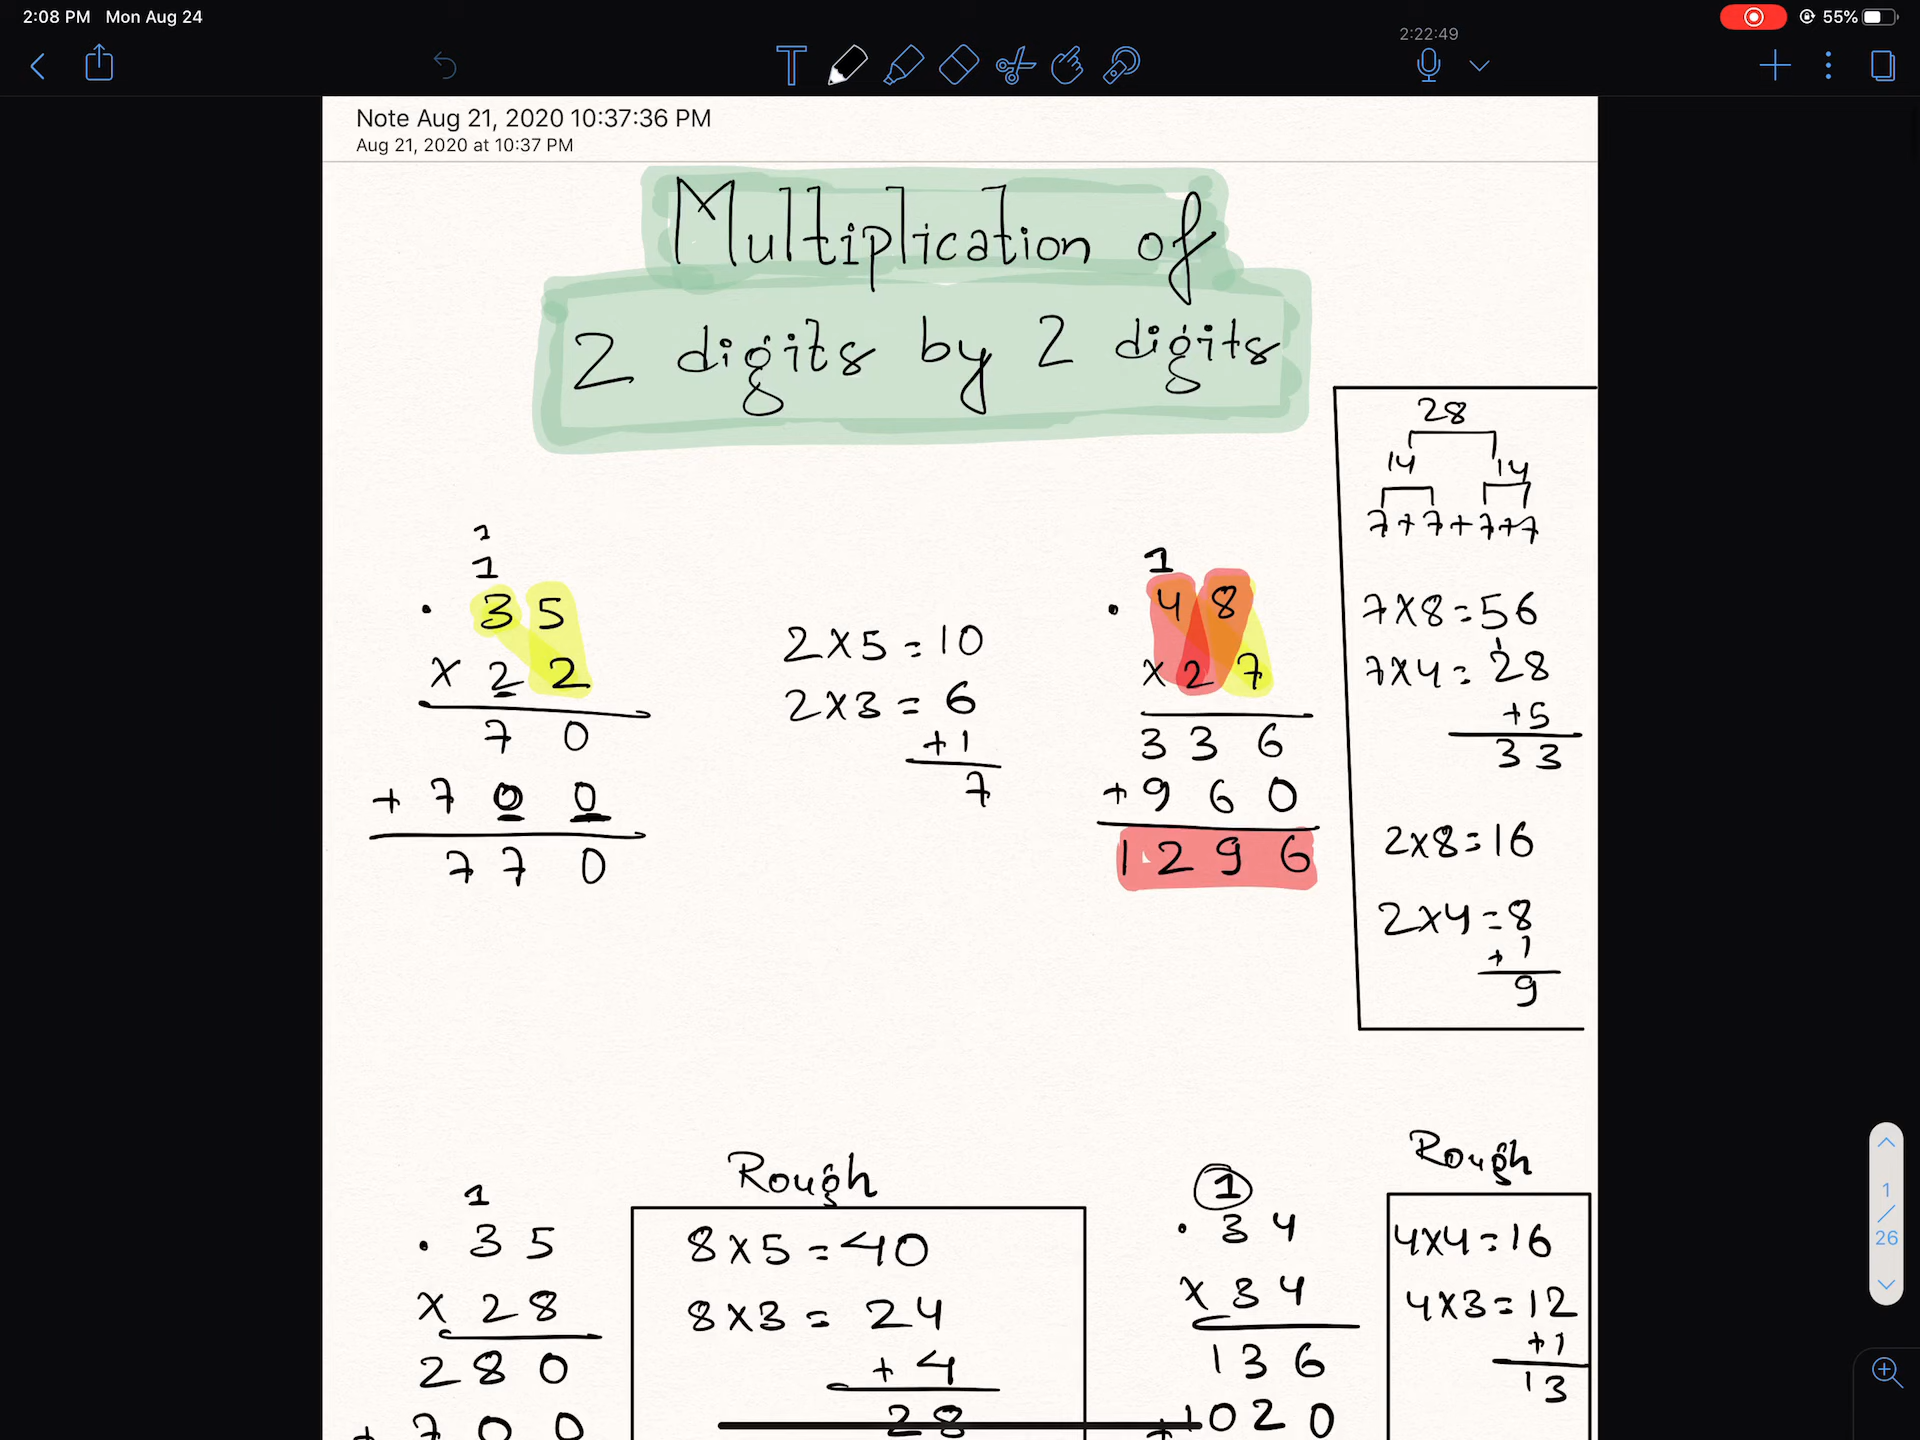 2:08 PM Mon Aug 24
55%
2:22:49
Note Aug 21, 2020 10:37:36 PM
Aug 21, 2020 at 10:37 PM
Multiplication of
2 digits by 2 digits
1
1
. 35
x 22
70
+ 700
770
2x5=10
2x3=6
+1
7
1
. 48
x 27
336
+960
1296
28
14 14
7+7+7+7
7x8=56
1
7x4=28
+5
33
2x8=16
2x4=8
+1
9
1
. 35
x 28
280
+700
Rough
8x5=40
8x3=24
+4
28
1
. 34
x 34
136
+1020
Rough
4x4=16
4x3=12
+1
13
1
/
26